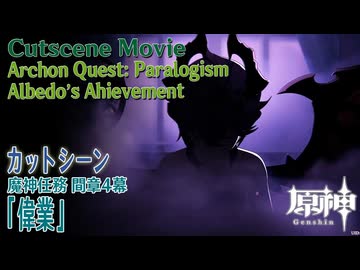 Cutscene Movie
Archon Quest: Paralogism
Albedo's Ahievement
カットシーン
魔神任務 間章4幕
「偉業」
原神
Genshin
UID: